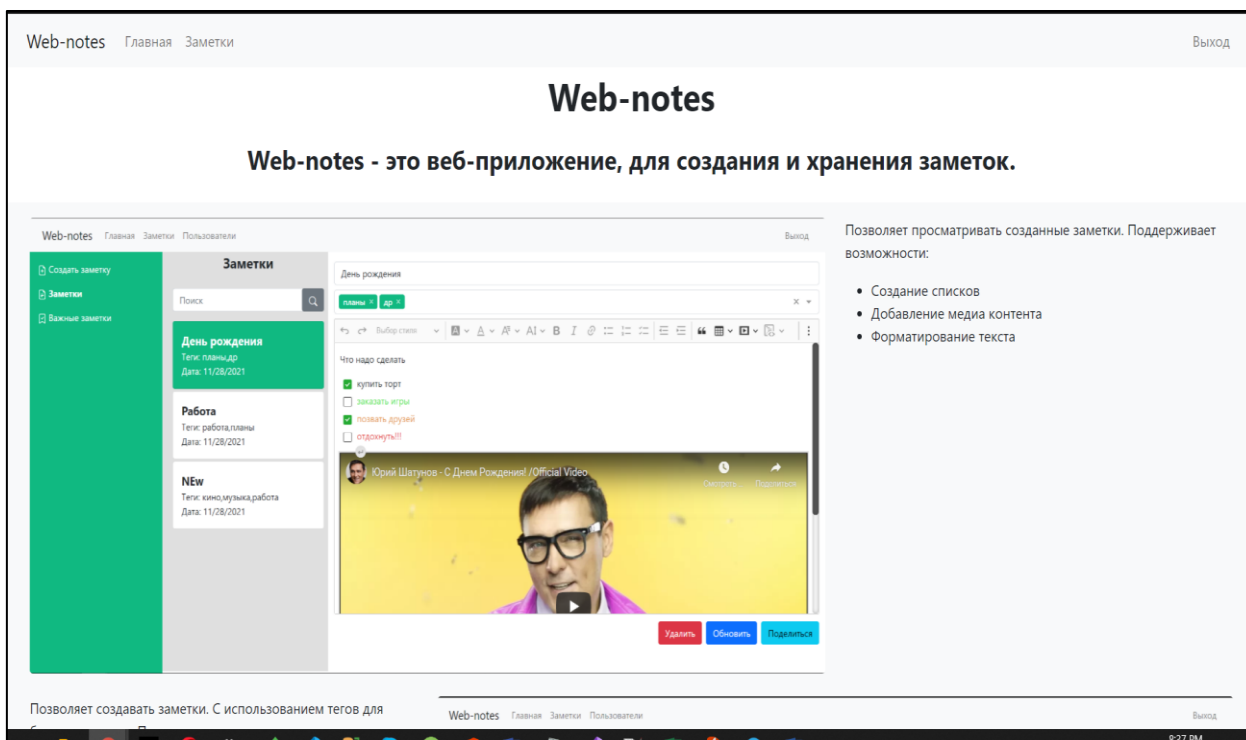 Web-notes Главная Заметки Выход
Web-notes
Web-notes - это веб-приложение, для создания и хранения заметок.
Web-notes Главная Заметки Пользователи Выход
Создать заметку
Заметки
Важные заметки
Заметки
Поиск
День рождения
Теги: планы,др
Дата: 11/28/2021
Работа
Теги: работа,планы
Дата: 11/28/2021
NEw
Теги: кино,музыка,работа
Дата: 11/28/2021
День рождения
планы × др ×
Выбор стиля
Что надо сделать
купить торт
заказать игры
позвать друзей
отдохнуть!!!
Юрий Шатунов - С Днем Рождения! /Official Video
Смотреть... Поделиться
Удалить Обновить Поделиться
Позволяет просматривать созданные заметки. Поддерживает
возможности:
• Создание списков
• Добавление медиа контента
• Форматирование текста
Позволяет создавать заметки. С использованием тегов для
Web-notes Главная Заметки Пользователи Выход
8:37 PM